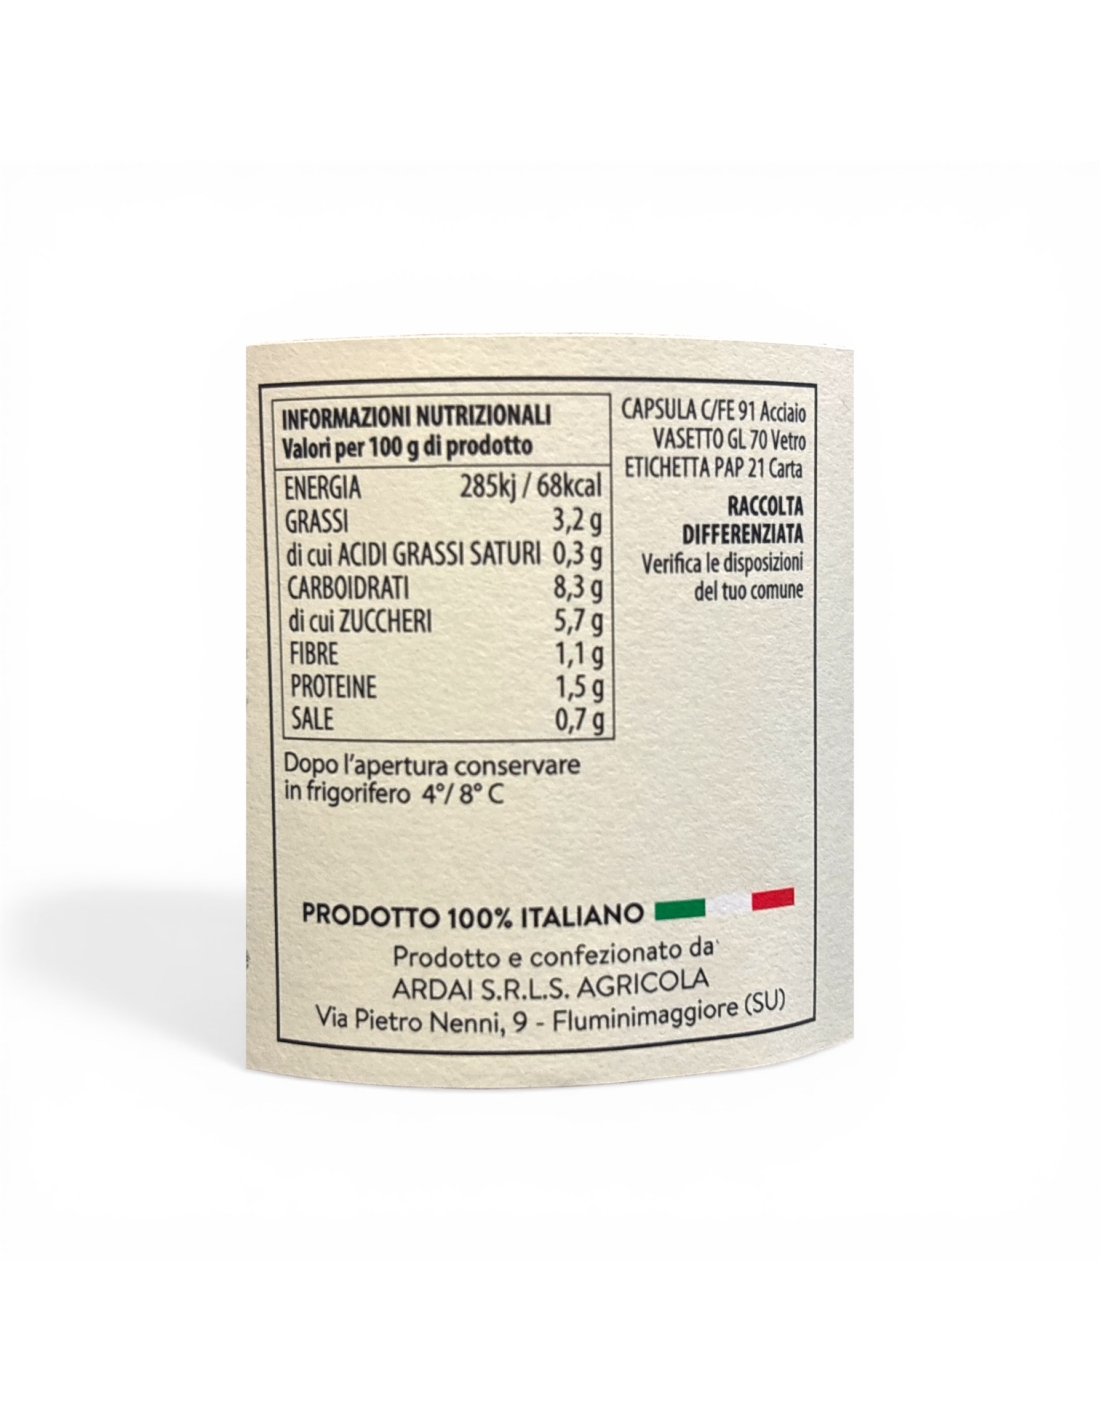 INFORMAZIONI NUTRIZIONALI
Valori per 100 g di prodotto
ENERGIA 285kj / 68kcal
GRASSI 3,2 g
di cui ACIDI GRASSI SATURI 0,3 g
CARBOIDRATI 8,3 g
di cui ZUCCHERI 5,7 g
FIBRE 1,1 g
PROTEINE 1,5 g
SALE 0,7 g
Dopo l'apertura conservare
in frigorifero 4°/ 8° C
CAPSULA C/FE 91 Acciaio
VASETTO GL 70 Vetro
ETICHETTA PAP 21 Carta
RACCOLTA
DIFFERENZIATA
Verifica le disposizioni
del tuo comune
PRODOTTO 100% ITALIANO
Prodotto e confezionato da
ARDAI S.R.L.S. AGRICOLA
Via Pietro Nenni, 9 - Fluminimaggiore (SU)